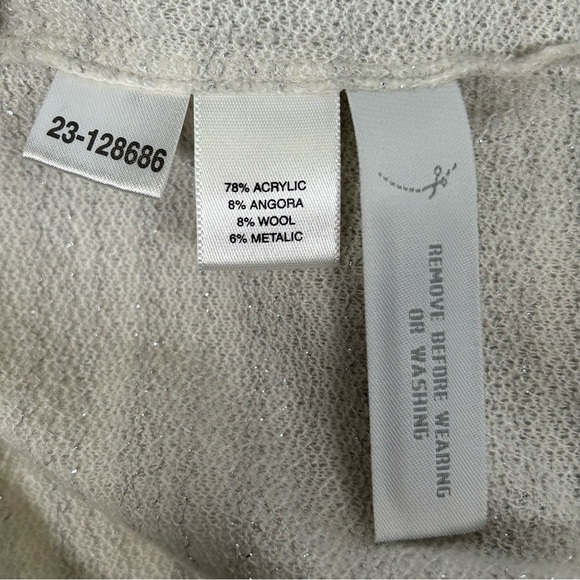 23-128686
78% ACRYLIC
8% ANGORA
8% WOOL
6% METALIC
REMOVE BEFORE WEARING
OR WASHING